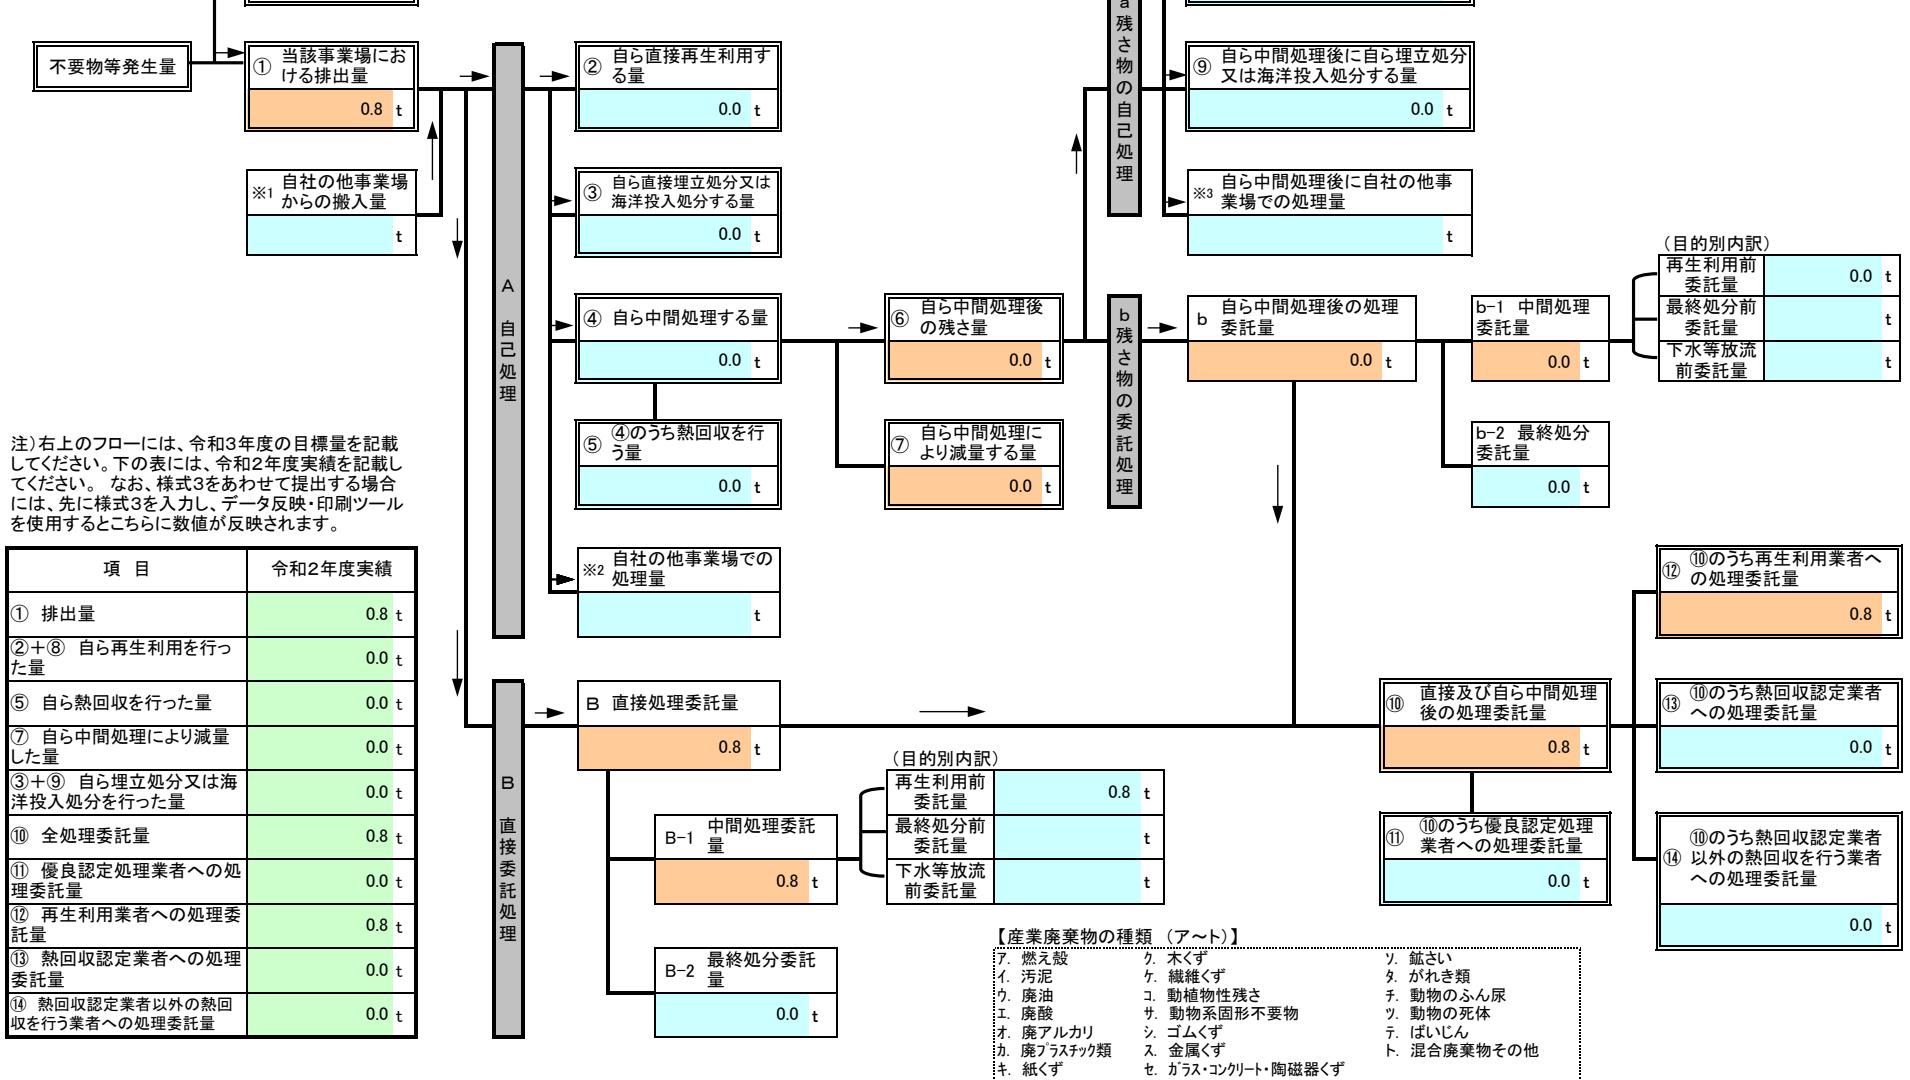 不要物等発生量
① 当該事業場にお
ける排出量
0.8 t
※1 自社の他事業場
からの搬入量
t
A 自己処理
② 自ら直接再生利用す
る量
0.0 t
③ 自ら直接埋立処分又は
海洋投入処分する量
0.0 t
④ 自ら中間処理する量
0.0 t
⑤ ④のうち熱回収を行
う量
0.0 t
※2 自社の他事業場での
処理量
t
⑥ 自ら中間処理後
の残さ量
0.0 t
⑦ 自ら中間処理に
より減量する量
0.0 t
a 残さ物の自己処理
⑨ 自ら中間処理後に自ら埋立処分
又は海洋投入処分する量
0.0 t
※3 自ら中間処理後に自社の他事
業場での処理量
t
b 残さ物の委託処理
b 自ら中間処理後の処理
委託量
0.0 t
b-1 中間処理
委託量
0.0 t
b-2 最終処分
委託量
0.0 t
（目的別内訳）
再生利用前
委託量 0.0 t
最終処分前
委託量 t
下水等放流
前委託量 t
注）右上のフローには、令和3年度の目標量を記載
してください。下の表には、令和2年度実績を記載し
てください。 なお、様式3をあわせて提出する場合
には、先に様式3を入力し、データ反映・印刷ツール
を使用するとこちらに数値が反映されます。
項 目 令和2年度実績
① 排出量 0.8 t
②＋⑧ 自ら再生利用を行っ
た量 0.0 t
⑤ 自ら熱回収を行った量 0.0 t
⑦ 自ら中間処理により減量
した量 0.0 t
③＋⑨ 自ら埋立処分又は海
洋投入処分を行った量 0.0 t
⑩ 全処理委託量 0.8 t
⑪ 優良認定処理業者への処
理委託量 0.0 t
⑫ 再生利用業者への処理委
託量 0.8 t
⑬ 熱回収認定業者への処理
委託量 0.0 t
⑭ 熱回収認定業者以外の熱回
収を行う業者への処理委託量 0.0 t
B 直接委託処理
B 直接処理委託量
0.8 t
B-1 中間処理委託
量
0.8 t
B-2 最終処分委託
量
0.0 t
（目的別内訳）
再生利用前
委託量 0.8 t
最終処分前
委託量 t
下水等放流
前委託量 t
⑩ 直接及び自ら中間処理
後の処理委託量
0.8 t
⑪ ⑩のうち優良認定処理
業者への処理委託量
0.0 t
⑫ ⑩のうち再生利用業者へ
の処理委託量
0.8 t
⑬ ⑩のうち熱回収認定業者
への処理委託量
0.0 t
⑭ ⑩のうち熱回収認定業者
以外の熱回収を行う業者
への処理委託量
0.0 t
【産業廃棄物の種類 （ア～ト）】
ア. 燃え殻 ク. 木くず ソ. 鉱さい
イ. 汚泥 ケ. 繊維くず タ. がれき類
ウ. 廃油 コ. 動植物性残さ チ. 動物のふん尿
エ. 廃酸 サ. 動物系固形不要物 ツ. 動物の死体
オ. 廃アルカリ シ. ゴムくず テ. ばいじん
カ. 廃プラスチック類 ス. 金属くず ト. 混合廃棄物その他
キ. 紙くず セ. ガラス・コンクリート・陶磁器くず